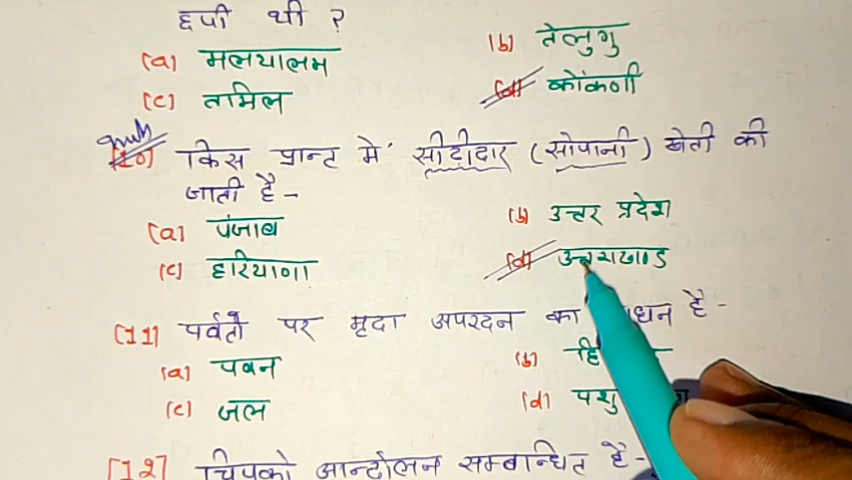 छपी थी ?
(a) मलयालम (b) तेलुगु
(c) तमिल (d) कोंकणी
(10) किस प्रान्त में सीढीदार (सोपानी) खेती की
जाती है -
(a) पंजाब (b) उत्तर प्रदेश
(c) हरियाणा (d) उत्तराखण्ड
[11] पर्वतो पर मृदा अपरदन का धन है -
(a) पवन (b) हि
(c) जल (d) पशु
[12] चिपको आन्दोलन सम्बन्धित है -